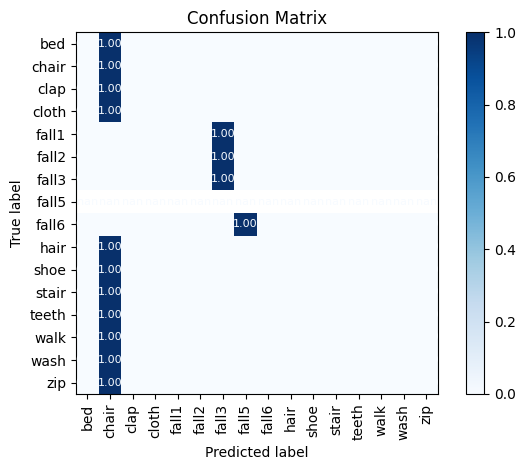 Confusion Matrix
True label
bed 1.00
chair 1.00
clap 1.00
cloth 1.00
fall1 1.00
fall2 1.00
fall3 1.00
fall5
fall6 1.00
hair 1.00
shoe 1.00
stair 1.00
teeth 1.00
walk 1.00
wash 1.00
zip 1.00
bed chair clap cloth fall1 fall2 fall3 fall5 fall6 hair shoe stair teeth walk wash zip
Predicted label
1.0
0.8
0.6
0.4
0.2
0.0